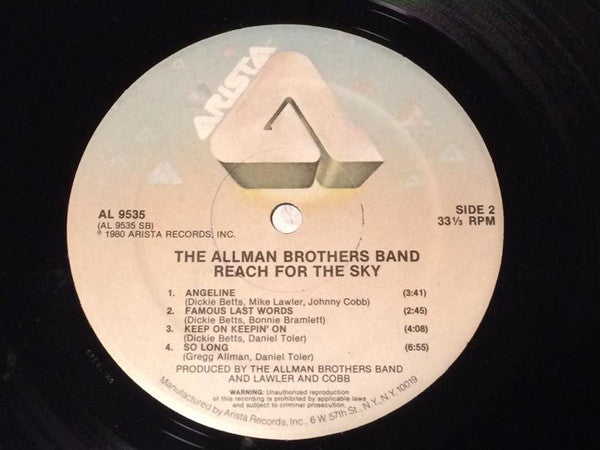 ARISTA™
AL 9535
(AL 9535 SB)
℗ 1980 ARISTA RECORDS, INC.
SIDE 2
33⅓ RPM
THE ALLMAN BROTHERS BAND
REACH FOR THE SKY
1. ANGELINE (3:41)
(Dickie Betts, Mike Lawler, Johnny Cobb)
2. FAMOUS LAST WORDS (2:45)
(Dickie Betts, Bonnie Bramlett)
3. KEEP ON KEEPIN' ON (4:08)
(Dickie Betts, Daniel Toler)
4. SO LONG (6:55)
(Gregg Allman, Daniel Toler)
PRODUCED BY THE ALLMAN BROTHERS BAND
AND LAWLER AND COBB
WARNING: Unauthorized reproduction
of this recording is prohibited by applicable laws
and subject to criminal prosecution.
Manufactured by Arista Records, Inc., 6 W 57th St., N.Y., N.Y. 10019